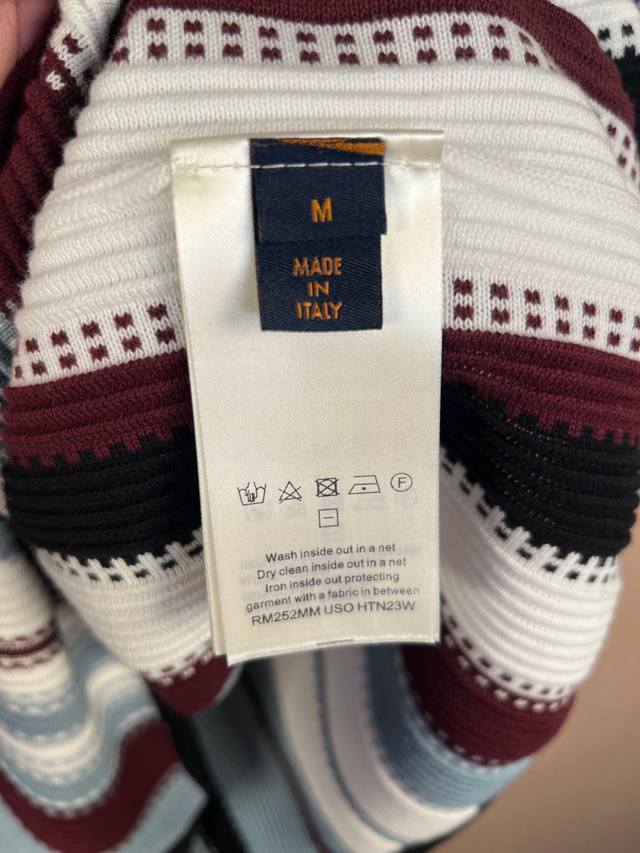 M
MADE
IN
ITALY
F
Wash inside out in a net
Dry clean inside out in a net
Iron inside out protecting
garment with a fabric in between
RM252MM USO HTN23W